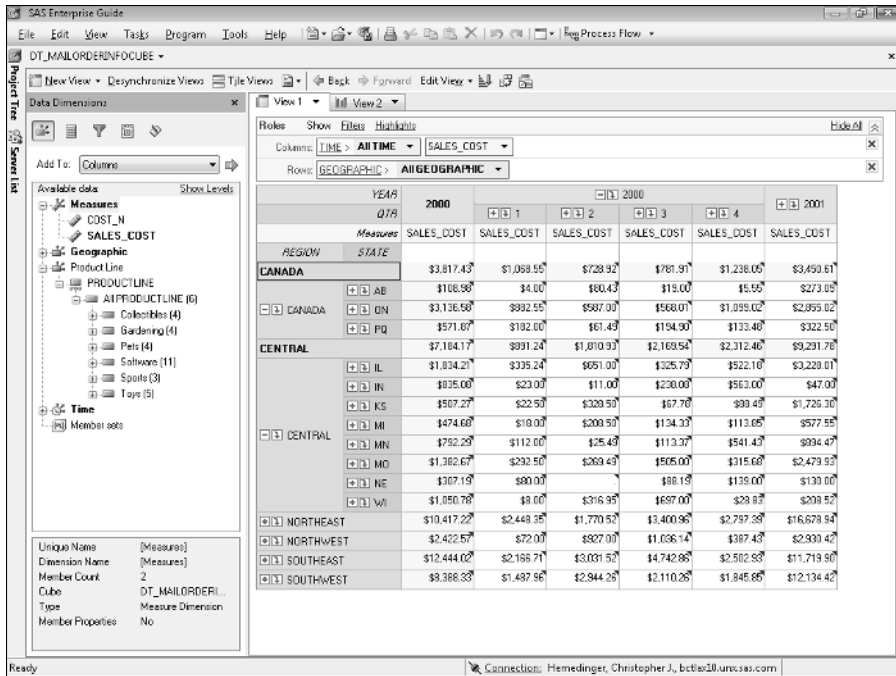 SAS Enterprise Guide
File Edit View Tasks Program Tools Help Process Flow
DT_MAILORDERINFOCUBE
New View Desynchronize Views Tile Views Back Forward Edit View
Project Tree
Server List
Data Dimensions
Add To: Columns
Available data: Show Levels
Measures
COST_N
SALES_COST
Geographic
Product Line
PRODUCTLINE
AllPRODUCTLINE (6)
Collectibles (4)
Gardening (4)
Pets (4)
Software (11)
Sports (3)
Toys (5)
Time
Member sets
Unique Name [Measures]
Dimension Name [Measures]
Member Count 2
Cube DT_MAILORDERI...
Type Measure Dimension
Member Properties No
View 1 View 2
Roles Show Filters Highlights Hide All
Columns: TIME > All TIME SALES_COST
Rows: GEOGRAPHIC > All GEOGRAPHIC
YEAR 2000 2000 2001
QTR 1 2 3 4
Measures SALES_COST SALES_COST SALES_COST SALES_COST SALES_COST SALES_COST
REGION STATE
CANADA $3,817.43 $1,068.55 $728.92 $781.91 $1,238.05 $3,450.61
CANADA
AB $108.98 $4.00 $80.43 $19.00 $5.55 $273.09
ON $3,136.58 $882.55 $587.00 $568.01 $1,099.02 $2,855.02
PQ $571.87 $182.00 $61.49 $194.90 $133.48 $322.50
CENTRAL $7,184.17 $891.24 $1,810.93 $2,169.54 $2,312.46 $9,291.78
CENTRAL
IL $1,834.21 $335.24 $651.00 $325.79 $522.18 $3,228.01
IN $835.00 $23.00 $11.00 $238.00 $563.00 $47.00
KS $507.27 $22.50 $328.50 $67.78 $88.49 $1,726.30
MI $474.68 $18.00 $208.50 $134.33 $113.85 $577.55
MN $792.29 $112.00 $25.49 $113.37 $541.43 $894.47
MO $1,382.67 $292.50 $269.49 $505.00 $315.68 $2,479.93
NE $307.19 $80.00 . $88.19 $139.00 $130.00
WI $1,050.78 $8.00 $316.95 $697.00 $28.83 $208.52
NORTHEAST $10,417.22 $2,448.35 $1,770.52 $3,400.96 $2,797.39 $16,678.94
NORTHWEST $2,422.57 $72.00 $927.00 $1,036.14 $387.43 $2,930.42
SOUTHEAST $12,444.02 $2,166.71 $3,031.52 $4,742.86 $2,502.93 $11,719.90
SOUTHWEST $8,388.33 $1,487.96 $2,944.26 $2,110.26 $1,845.85 $12,134.42
Ready Connection: Hemedinger, Christopher J., bctlax10.unx.sas.com